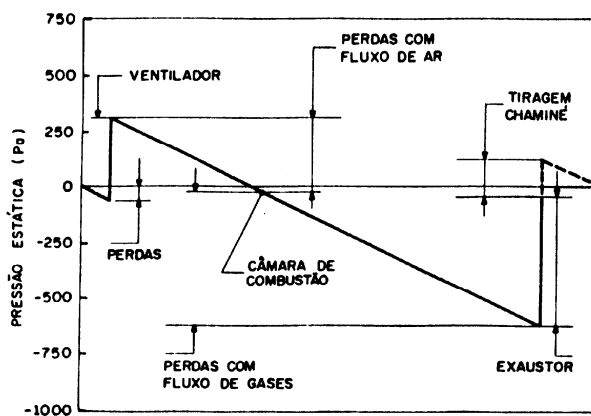 750
500
250
0
-250
-500
-750
-1000
PRESSÃO ESTÁTICA (Pa)
VENTILADOR
PERDAS COM
FLUXO DE AR
TIRAGEM
CHAMINÉ
PERDAS
CÂMARA DE
COMBUSTÃO
PERDAS COM
FLUXO DE GASES
EXAUSTOR